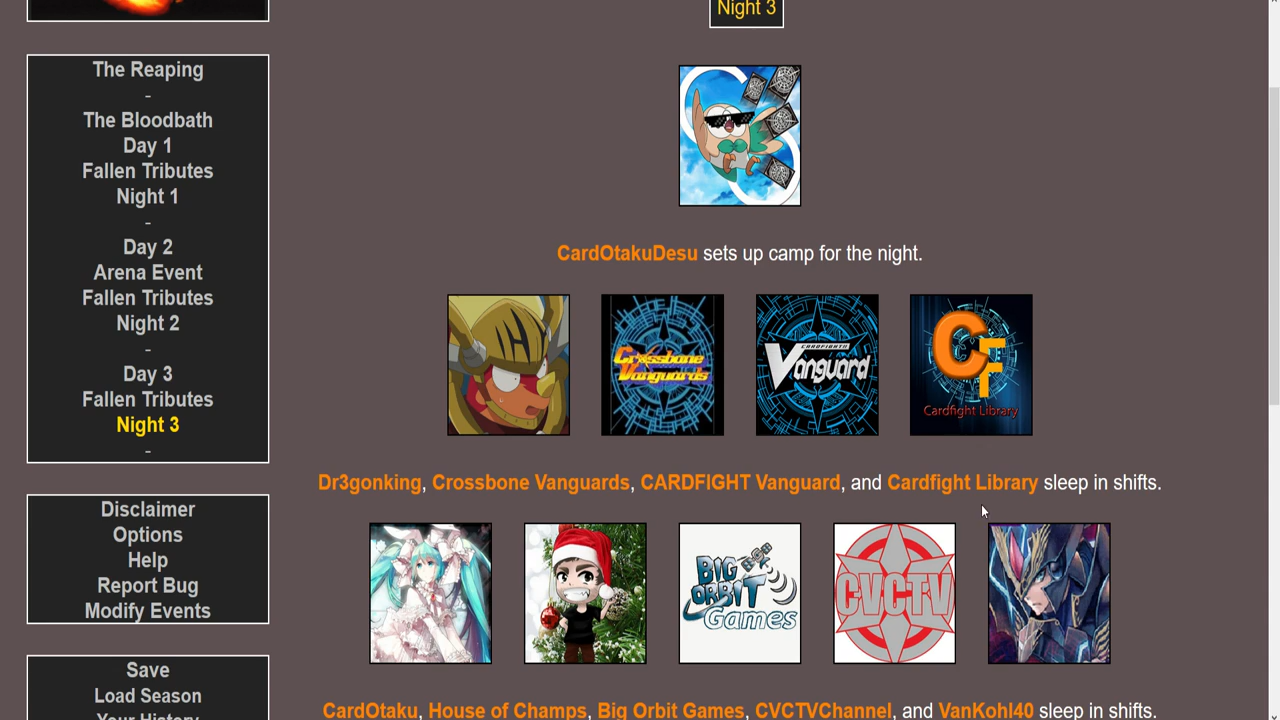 Night 3
The Reaping
-
The Bloodbath
Day 1
Fallen Tributes
Night 1
-
Day 2
Arena Event
Fallen Tributes
Night 2
-
Day 3
Fallen Tributes
Night 3
-
Disclaimer
Options
Help
Report Bug
Modify Events
Save
Load Season
Your History
CardOtakuDesu sets up camp for the night.
H
Crossbone
Vanguards
CARDFIGHT!!
Vanguard
CF
Cardfight Library
Dr3gonking, Crossbone Vanguards, CARDFIGHT Vanguard, and Cardfight Library sleep in shifts.
BIG
ORBIT
Games
CVCTV
CardOtaku, House of Champs, Big Orbit Games, CVCTVChannel, and VanKohl40 sleep in shifts.